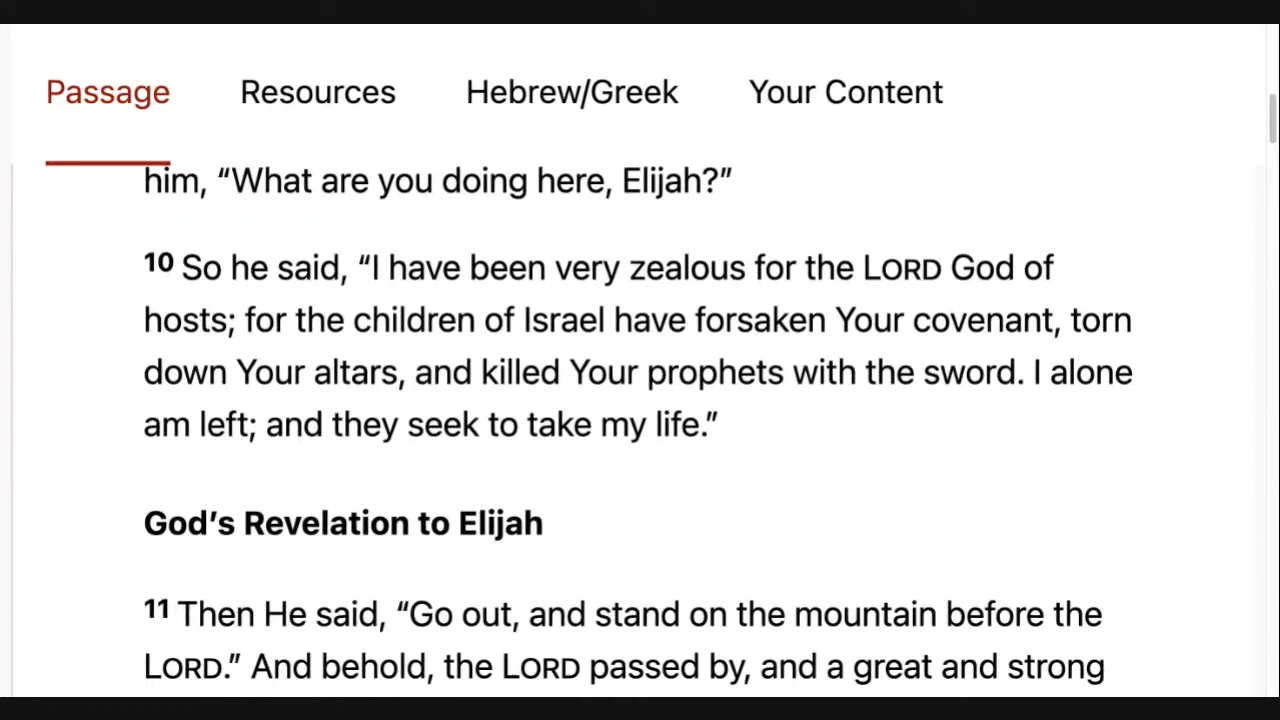 Passage Resources Hebrew/Greek Your Content
him, “What are you doing here, Elijah?”
10 So he said, “I have been very zealous for the LORD God of
hosts; for the children of Israel have forsaken Your covenant, torn
down Your altars, and killed Your prophets with the sword. I alone
am left; and they seek to take my life.”
God’s Revelation to Elijah
11 Then He said, “Go out, and stand on the mountain before the
LORD.” And behold, the LORD passed by, and a great and strong